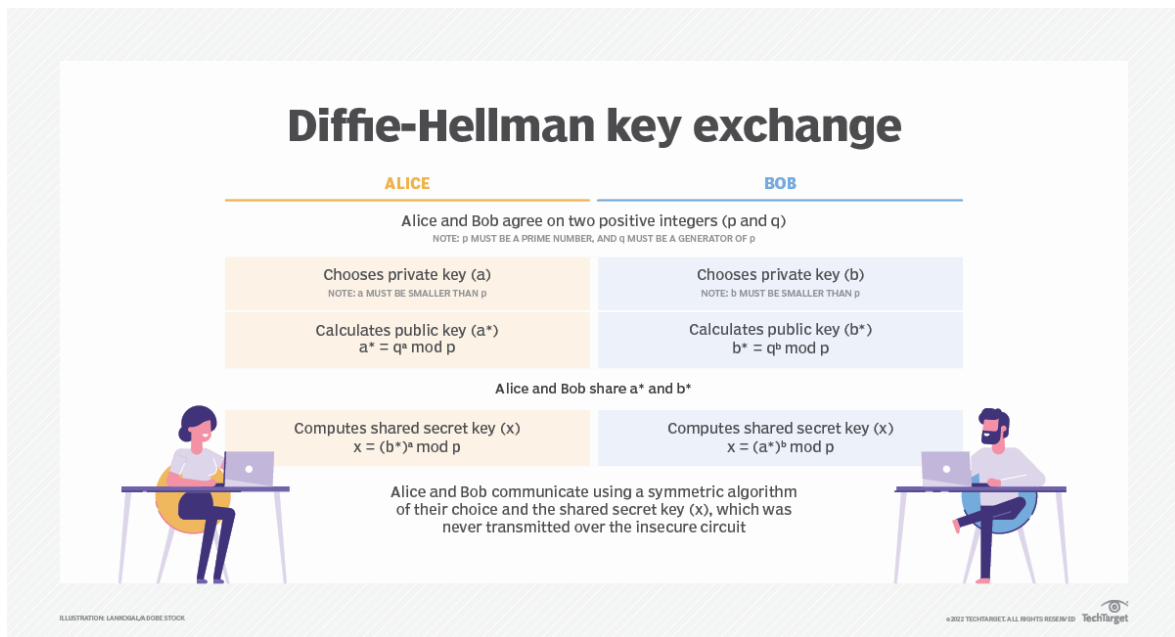 Diffie-Hellman key exchange
ALICE
BOB
Alice and Bob agree on two positive integers (p and q)
NOTE: p MUST BE A PRIME NUMBER, AND q MUST BE A GENERATOR OF p
Chooses private key (a)
NOTE: a MUST BE SMALLER THAN p
Chooses private key (b)
NOTE: b MUST BE SMALLER THAN p
Calculates public key (a*)
a* = qᵃ mod p
Calculates public key (b*)
b* = qᵇ mod p
Alice and Bob share a* and b*
Computes shared secret key (x)
x = (b*)ᵃ mod p
Computes shared secret key (x)
x = (a*)ᵇ mod p
Alice and Bob communicate using a symmetric algorithm
of their choice and the shared secret key (x), which was
never transmitted over the insecure circuit
ILLUSTRATION: /ADOBE STOCK
©2022 TECHTARGET. ALL RIGHTS RESERVED
TechTarget